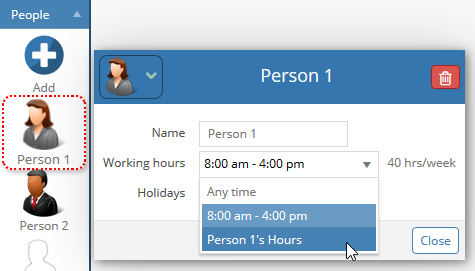 People
Add
Person 1
Person 2
Person 1
Name Person 1
Working hours 8:00 am - 4:00 pm 40 hrs/week
Holidays
Any time
8:00 am - 4:00 pm
Person 1's Hours
Close